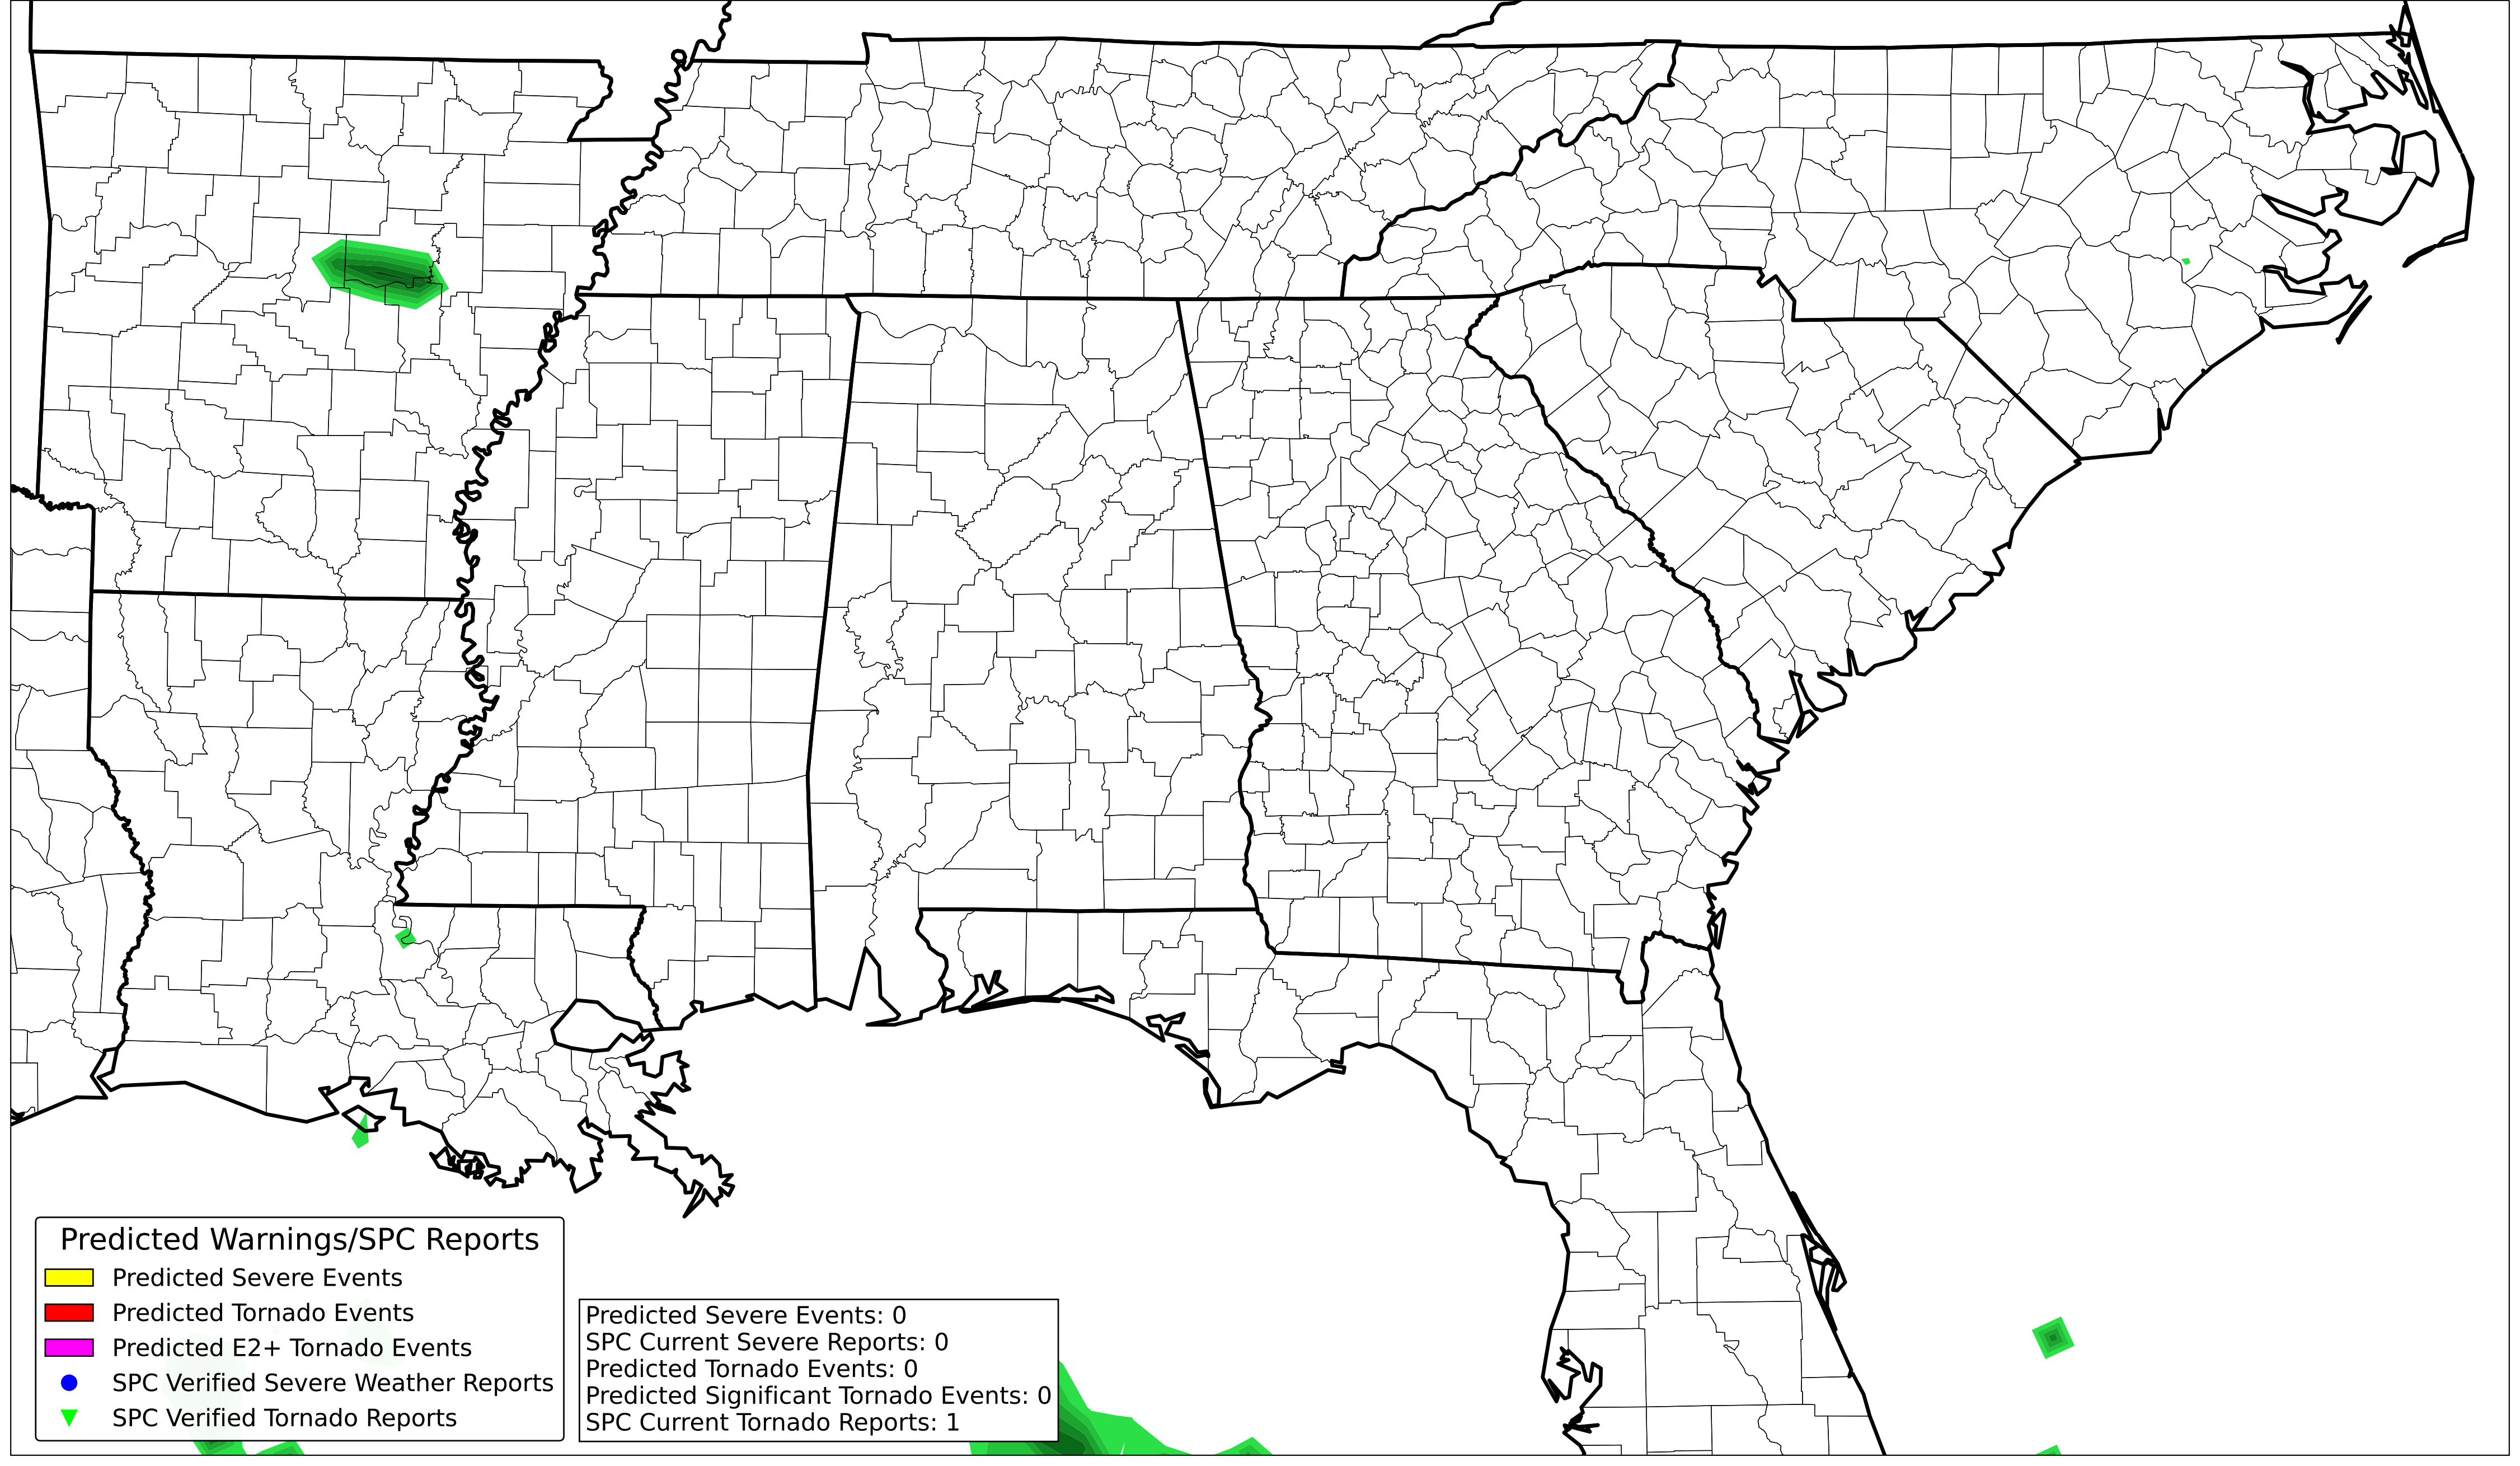 Predicted Warnings/SPC Reports
Predicted Severe Events
Predicted Tornado Events
Predicted E2+ Tornado Events
SPC Verified Severe Weather Reports
SPC Verified Tornado Reports
Predicted Severe Events: 0
SPC Current Severe Reports: 0
Predicted Tornado Events: 0
Predicted Significant Tornado Events: 0
SPC Current Tornado Reports: 1